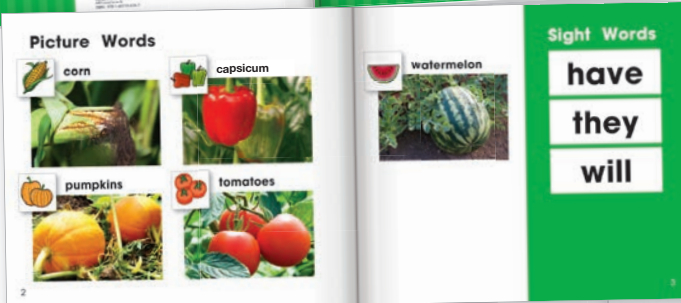 Picture Words
corn
capsicum
pumpkins
tomatoes
2
watermelon
Sight Words
have
they
will
3